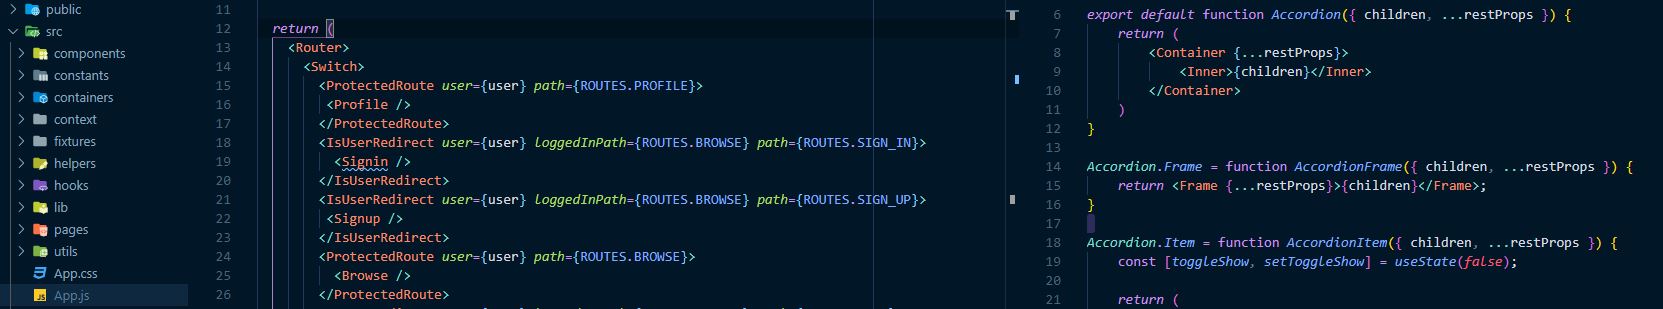 public
src
components
constants
containers
context
fixtures
helpers
hooks
lib
pages
utils
App.css
JS App.js
11
12 return (
13 <Router>
14 <Switch>
15 <ProtectedRoute user={user} path={ROUTES.PROFILE}>
16 <Profile />
17 </ProtectedRoute>
18 <IsUserRedirect user={user} loggedInPath={ROUTES.BROWSE} path={ROUTES.SIGN_IN}>
19 <Signin />
20 </IsUserRedirect>
21 <IsUserRedirect user={user} loggedInPath={ROUTES.BROWSE} path={ROUTES.SIGN_UP}>
22 <Signup />
23 </IsUserRedirect>
24 <ProtectedRoute user={user} path={ROUTES.BROWSE}>
25 <Browse />
26 </ProtectedRoute>
6 export default function Accordion({ children, ...restProps }) {
7 return (
8 <Container {...restProps}>
9 <Inner>{children}</Inner>
10 </Container>
11 )
12 }
13
14 Accordion.Frame = function AccordionFrame({ children, ...restProps }) {
15 return <Frame {...restProps}>{children}</Frame>;
16 }
17
18 Accordion.Item = function AccordionItem({ children, ...restProps }) {
19 const [toggleShow, setToggleShow] = useState(false);
20
21 return (